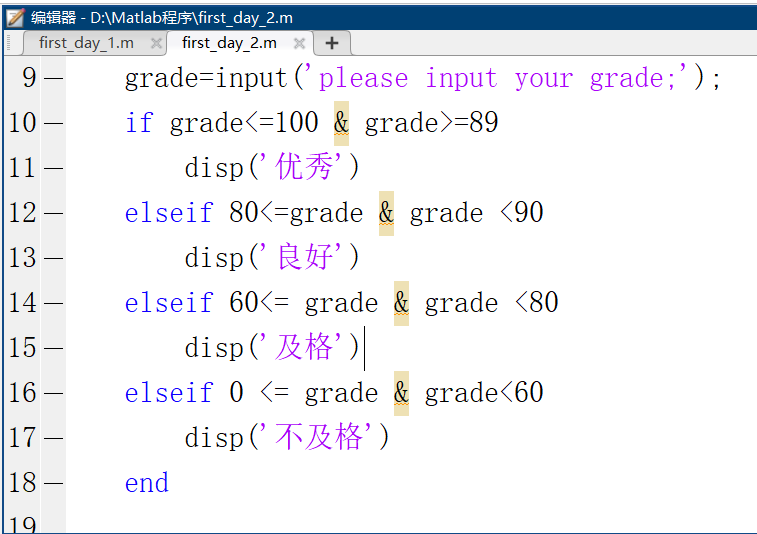 编辑器 - D:\Matlab程序\first_day_2.m
first_day_1.m × first_day_2.m × +
9 — grade=input('please input your grade;');
10 — if grade<=100 & grade>=89
11 — disp('优秀')
12 — elseif 80<=grade & grade <90
13 — disp('良好')
14 — elseif 60<= grade & grade <80
15 — disp('及格')
16 — elseif 0 <= grade & grade<60
17 — disp('不及格')
18 — end
19